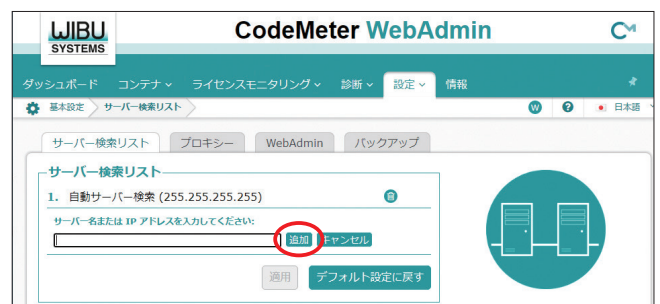 WIBU
SYSTEMS
CodeMeter WebAdmin
ダッシュボード コンテナ ライセンスモニタリング 診断 設定 情報
基本設定 サーバー検索リスト W ? 日本語
サーバー検索リスト プロキシー WebAdmin バックアップ
サーバー検索リスト
1. 自動サーバー検索 (255.255.255.255)
サーバー名または IP アドレスを入力してください:
追加 キャンセル
適用 デフォルト設定に戻す